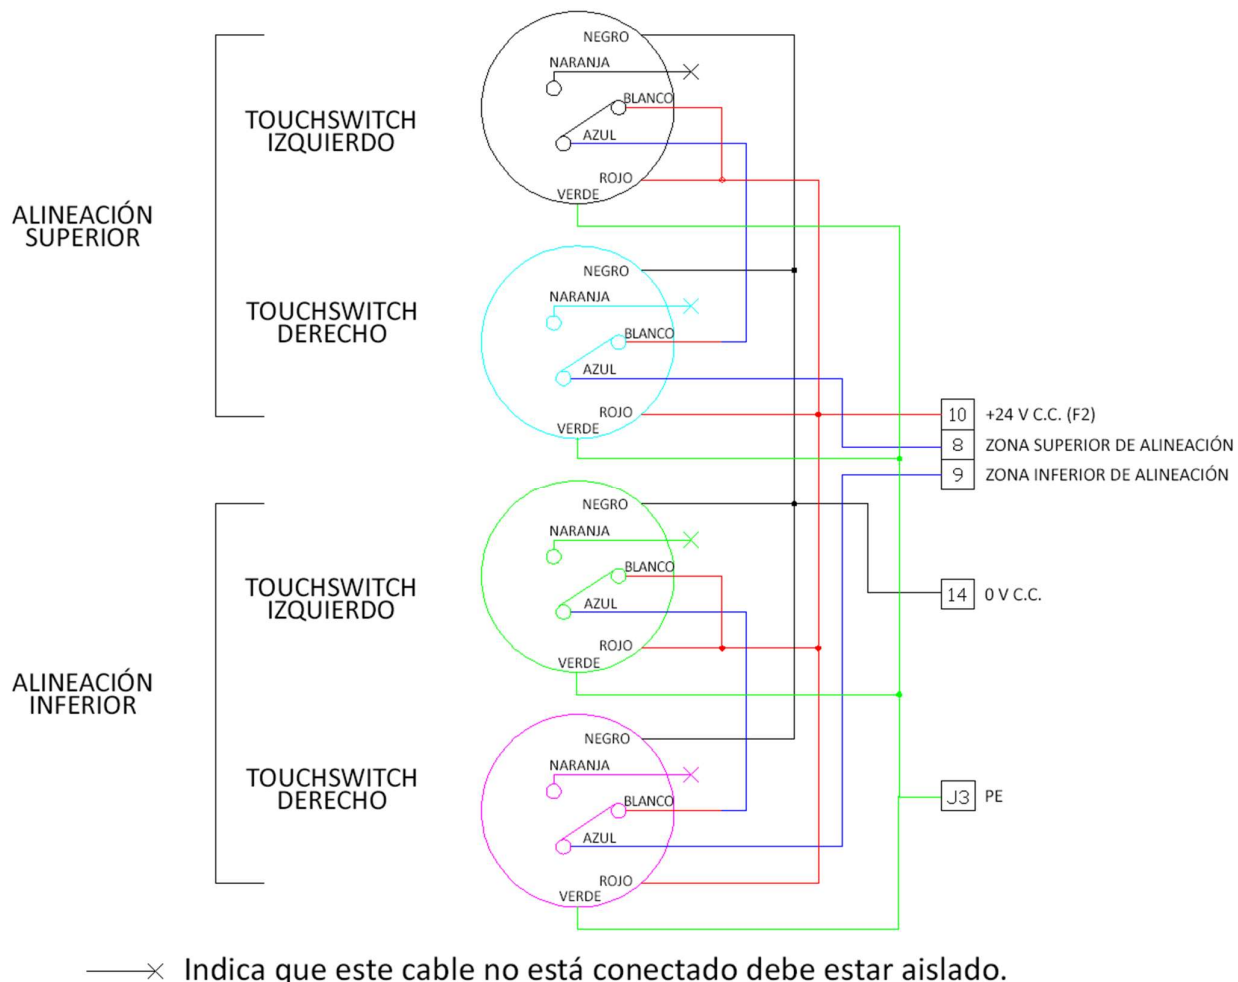 ALINEACIÓN
SUPERIOR
TOUCHSWITCH
IZQUIERDO
NEGRO
NARANJA
BLANCO
AZUL
ROJO
VERDE
TOUCHSWITCH
DERECHO
NEGRO
NARANJA
BLANCO
AZUL
ROJO
VERDE
10 +24 V C.C. (F2)
8 ZONA SUPERIOR DE ALINEACIÓN
9 ZONA INFERIOR DE ALINEACIÓN
ALINEACIÓN
INFERIOR
TOUCHSWITCH
IZQUIERDO
NEGRO
NARANJA
BLANCO
AZUL
ROJO
VERDE
14 0 V C.C.
TOUCHSWITCH
DERECHO
NEGRO
NARANJA
BLANCO
AZUL
ROJO
VERDE
J3 PE
Indica que este cable no está conectado debe estar aislado.